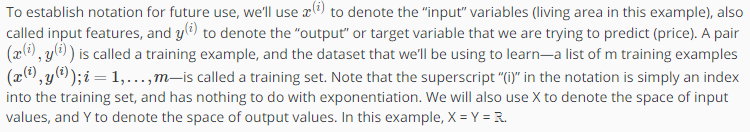 To establish notation for future use, we'll use x⁽ⁱ⁾ to denote the "input" variables (living area in this example), also
called input features, and y⁽ⁱ⁾ to denote the "output" or target variable that we are trying to predict (price). A pair
(x⁽ⁱ⁾, y⁽ⁱ⁾) is called a training example, and the dataset that we'll be using to learn—a list of m training examples
(x⁽ⁱ⁾, y⁽ⁱ⁾); i = 1, . . . , m—is called a training set. Note that the superscript "(i)" in the notation is simply an index
into the training set, and has nothing to do with exponentiation. We will also use X to denote the space of input
values, and Y to denote the space of output values. In this example, X = Y = ℝ.